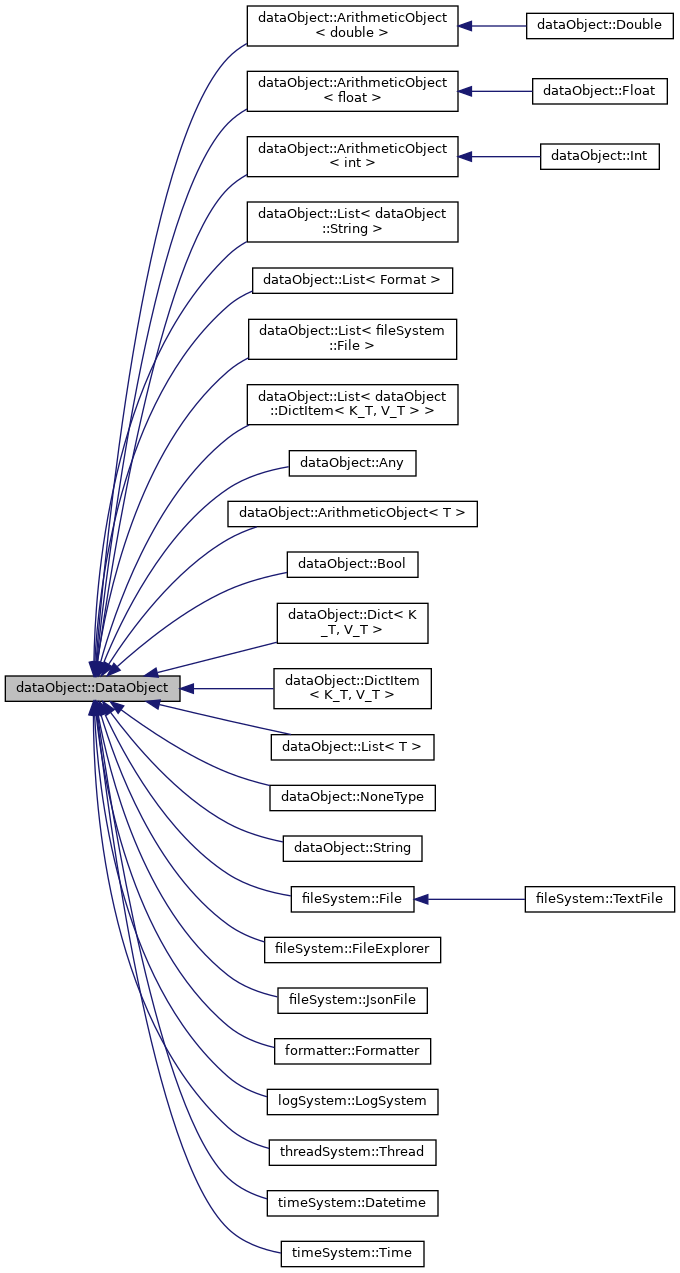 dataObject::ArithmeticObject
< double >
dataObject::Double
dataObject::ArithmeticObject
< float >
dataObject::Float
dataObject::ArithmeticObject
< int >
dataObject::Int
dataObject::List< dataObject
::String >
dataObject::List< Format >
dataObject::List< fileSystem
::File >
dataObject::List< dataObject
::DictItem< K_T, V_T > >
dataObject::Any
dataObject::ArithmeticObject< T >
dataObject::Bool
dataObject::Dict< K
_T, V_T >
dataObject::DataObject
dataObject::DictItem
< K_T, V_T >
dataObject::List< T >
dataObject::NoneType
dataObject::String
fileSystem::File
fileSystem::TextFile
fileSystem::FileExplorer
fileSystem::JsonFile
formatter::Formatter
logSystem::LogSystem
threadSystem::Thread
timeSystem::Datetime
timeSystem::Time